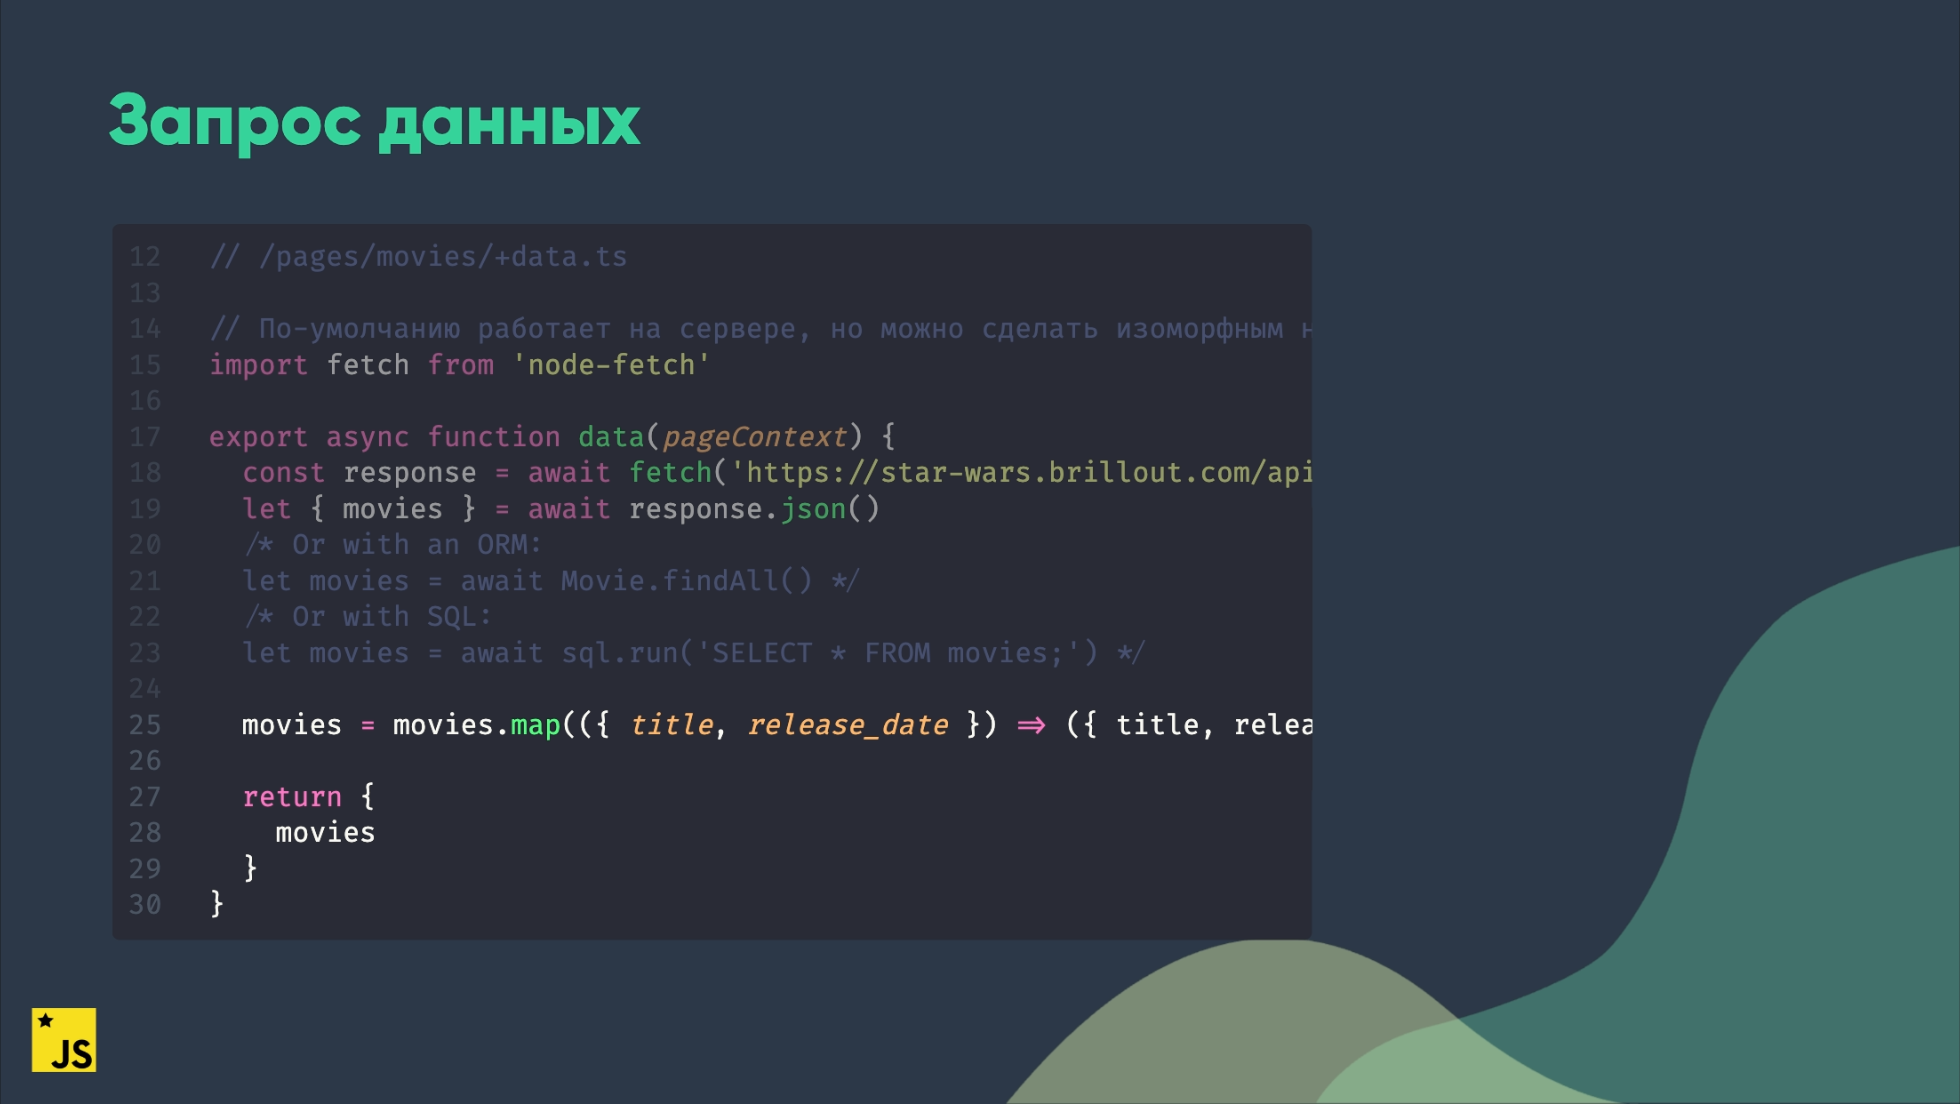 Запрос данных
12 // /pages/movies/+data.ts
13
14 // По-умолчанию работает на сервере, но можно сделать изоморфным
15 import fetch from 'node-fetch'
16
17 export async function data(pageContext) {
18 const response = await fetch('https://star-wars.brillout.com/api
19 let { movies } = await response.json()
20 /* Or with an ORM:
21 let movies = await Movie.findAll() */
22 /* Or with SQL:
23 let movies = await sql.run('SELECT * FROM movies;') */
24
25 movies = movies.map(({ title, release_date }) => ({ title, relea
26
27 return {
28 movies
29 }
30 }
JS